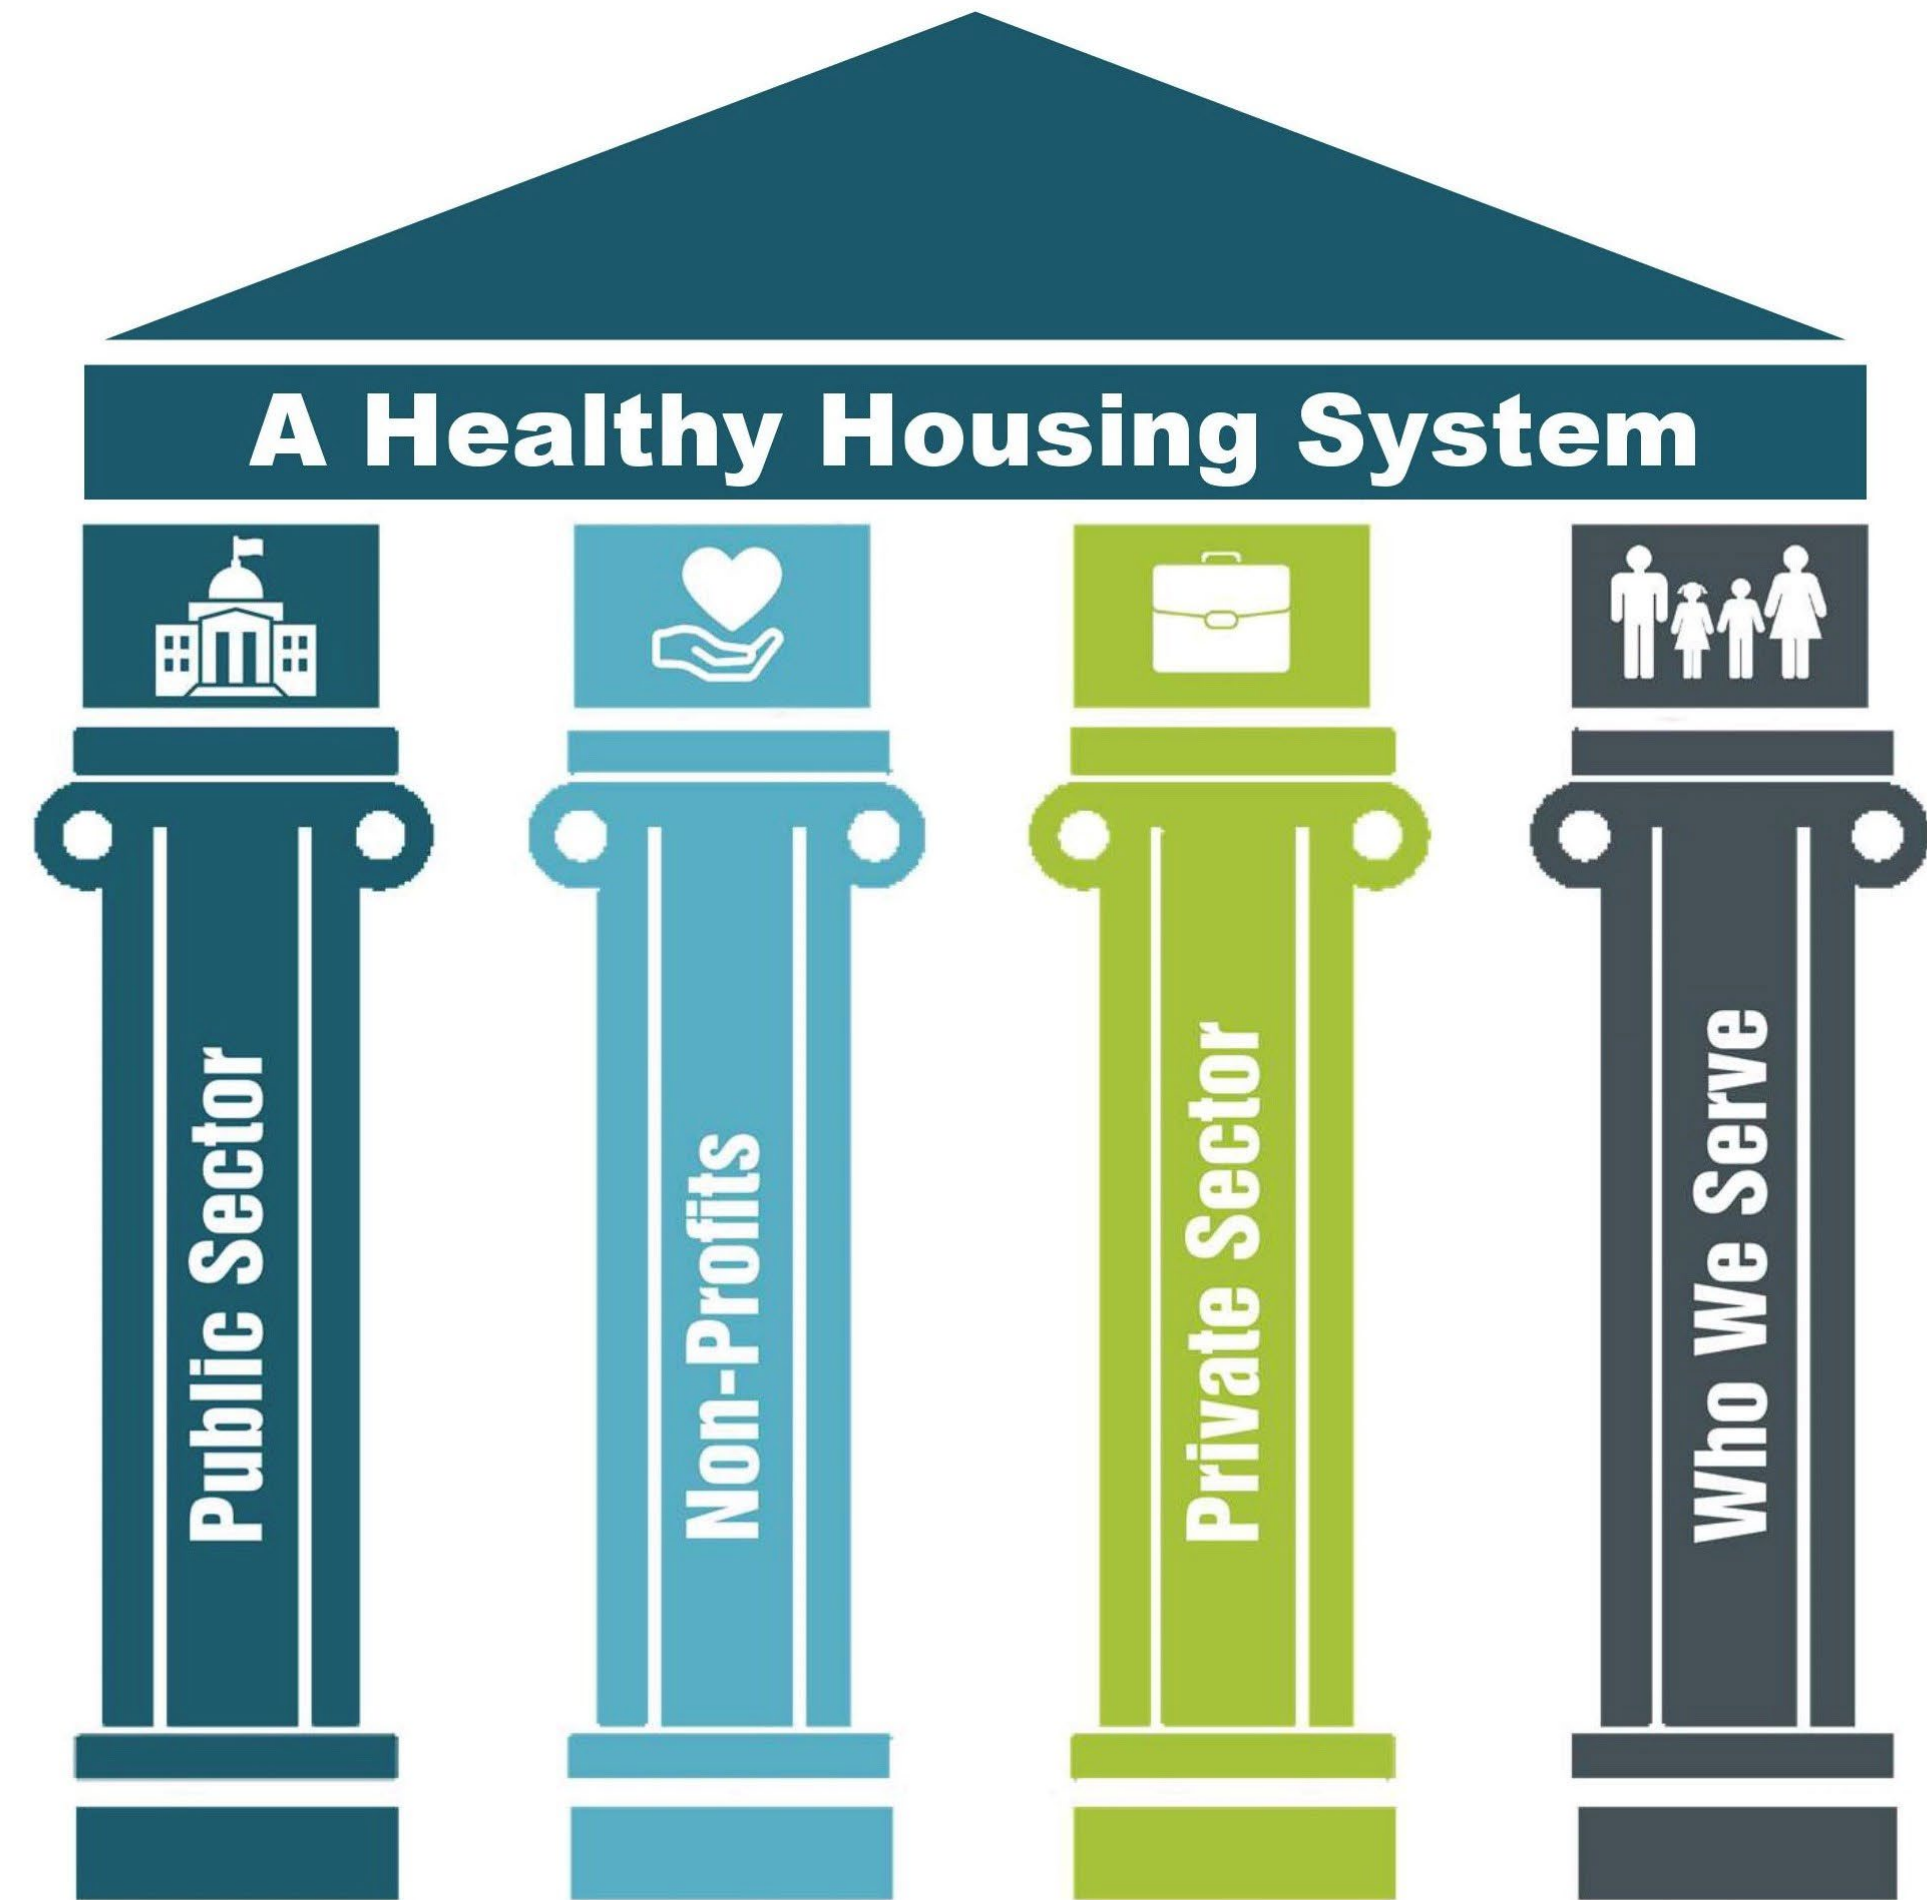 A Healthy Housing System
Public Sector
Non-Profits
Private Sector
Who We Serve